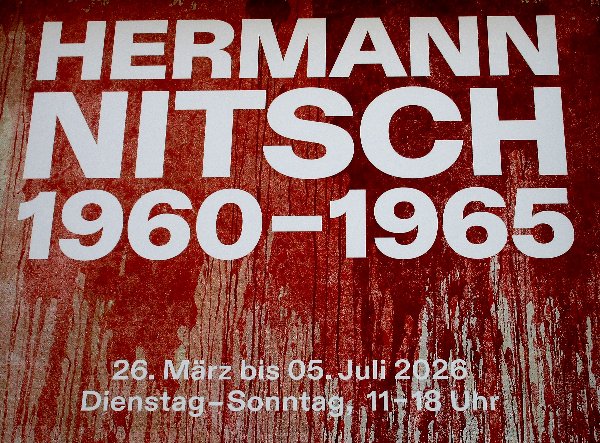 HERMANN
NITSCH
1960–1965
26. März bis 05. Juli 2026
Dienstag–Sonntag, 11–18 Uhr